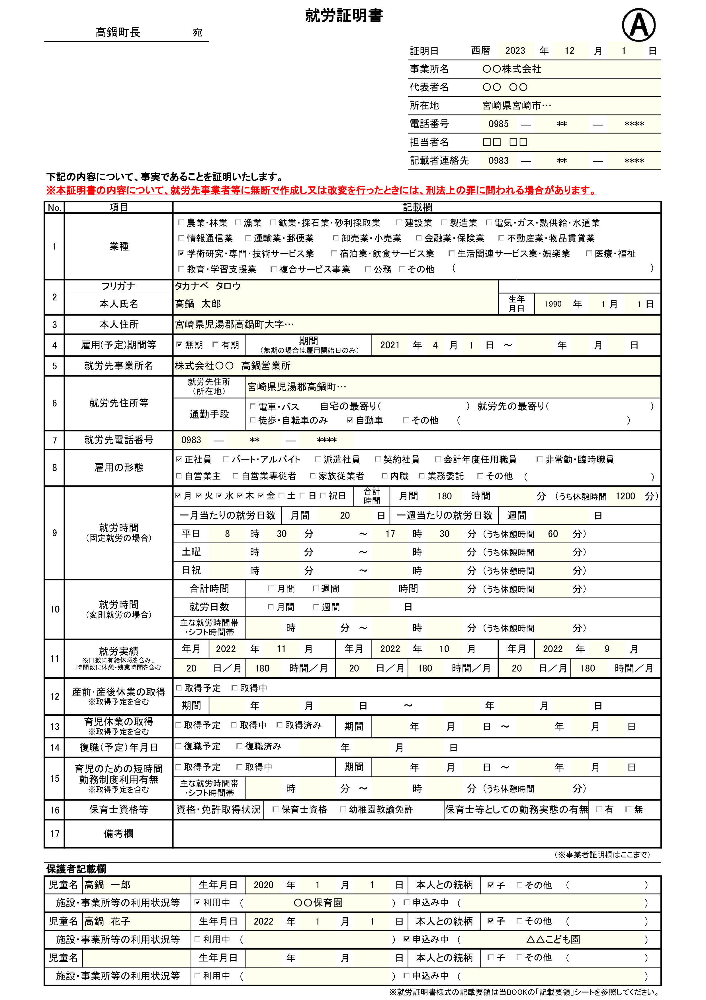 就労証明書
Ⓐ
高鍋町長 宛
証明日 西暦 2023 年 12 月 1 日
事業所名 〇〇株式会社
代表者名 〇〇 〇〇
所在地 宮崎県宮崎市…
電話番号 0985 ― ** ― ****
担当者名 □□ □□
記載者連絡先 0983 ― ** ― ****
下記の内容について、事実であることを証明いたします。
※本証明書の内容について、就労先事業者等に無断で作成し又は改変を行ったときには、刑法上の罪に問われる場合があります。
No. 項目 記載欄
1 業種
□農業・林業 □漁業 □鉱業・採石業・砂利採取業 □建設業 □製造業 □電気・ガス・熱供給・水道業
□情報通信業 □運輸業・郵便業 □卸売業・小売業 □金融業・保険業 □不動産業・物品賃貸業
☑学術研究・専門・技術サービス業 □宿泊業・飲食サービス業 □生活関連サービス業・娯楽業 □医療・福祉
□教育・学習支援業 □複合サービス事業 □公務 □その他 ( )
2 フリガナ タカナベ タロウ
本人氏名 高鍋 太郎 生年月日 1990 年 1 月 1 日
3 本人住所 宮崎県児湯郡高鍋町大字…
4 雇用(予定)期間等 ☑無期 □有期 期間 (無期の場合は雇用開始日のみ) 2021 年 4 月 1 日 ～ 年 月 日
5 就労先事業所名 株式会社〇〇 高鍋営業所
6 就労先住所等 就労先住所(所在地) 宮崎県児湯郡高鍋町…
通勤手段 □電車・バス 自宅の最寄り( ) 就労先の最寄り( )
□徒歩・自転車のみ ☑自動車 □その他 ( )
7 就労先電話番号 0983 ― ** ― ****
8 雇用の形態
☑正社員 □パート・アルバイト □派遣社員 □契約社員 □会計年度任用職員 □非常勤・臨時職員
□自営業主 □自営業専従者 □家族従業者 □内職 □業務委託 □その他 ( )
9 就労時間 (固定就労の場合)
☑月 ☑火 ☑水 ☑木 ☑金 □土 □日 □祝日 合計時間 月間 180 時間 分 (うち休憩時間 1200 分)
一月当たりの就労日数 月間 20 日 一週当たりの就労日数 週間 日
平日 8 時 30 分 ～ 17 時 30 分 (うち休憩時間 60 分)
土曜 時 分 ～ 時 分 (うち休憩時間 分)
日祝 時 分 ～ 時 分 (うち休憩時間 分)
10 就労時間 (変則就労の場合)
合計時間 □月間 □週間 時間 分 (うち休憩時間 分)
就労日数 □月間 □週間 日
主な就労時間帯・シフト時間帯 時 分 ～ 時 分 (うち休憩時間 分)
11 就労実績 ※日数に有給休暇を含み、時間数に休憩・残業時間を含む
年月 2022 年 11 月 年月 2022 年 10 月 年月 2022 年 9 月
20 日／月 180 時間／月 20 日／月 180 時間／月 20 日／月 180 時間／月
12 産前・産後休業の取得 ※取得予定を含む
□取得予定 □取得中
期間 年 月 日 ～ 年 月 日
13 育児休業の取得 ※取得予定を含む □取得予定 □取得中 □取得済み 期間 年 月 日 ～ 年 月 日
14 復職(予定)年月日 □復職予定 □復職済み 年 月 日
15 育児のための短時間勤務制度利用有無 ※取得予定を含む
□取得予定 □取得中 期間 年 月 日 ～ 年 月 日
主な就労時間帯・シフト時間帯 時 分 ～ 時 分 (うち休憩時間 分)
16 保育士資格等 資格・免許取得状況 □保育士資格 □幼稚園教諭免許 保育士等としての勤務実態の有無 □有 □無
17 備考欄
(※事業者証明欄はここまで)
保護者記載欄
児童名 高鍋 一郎 生年月日 2020 年 1 月 1 日 本人との続柄 ☑子 □その他 ( )
施設・事業所等の利用状況等 ☑利用中 ( 〇〇保育園 ) □申込み中 ( )
児童名 高鍋 花子 生年月日 2022 年 1 月 1 日 本人との続柄 ☑子 □その他 ( )
施設・事業所等の利用状況等 □利用中 ( ) ☑申込み中 ( △△こども園 )
児童名 生年月日 年 月 日 本人との続柄 □子 □その他 ( )
施設・事業所等の利用状況等 □利用中 ( ) □申込み中 ( )
※就労証明書様式の記載要領は当BOOKの「記載要領」シートを参照してください。